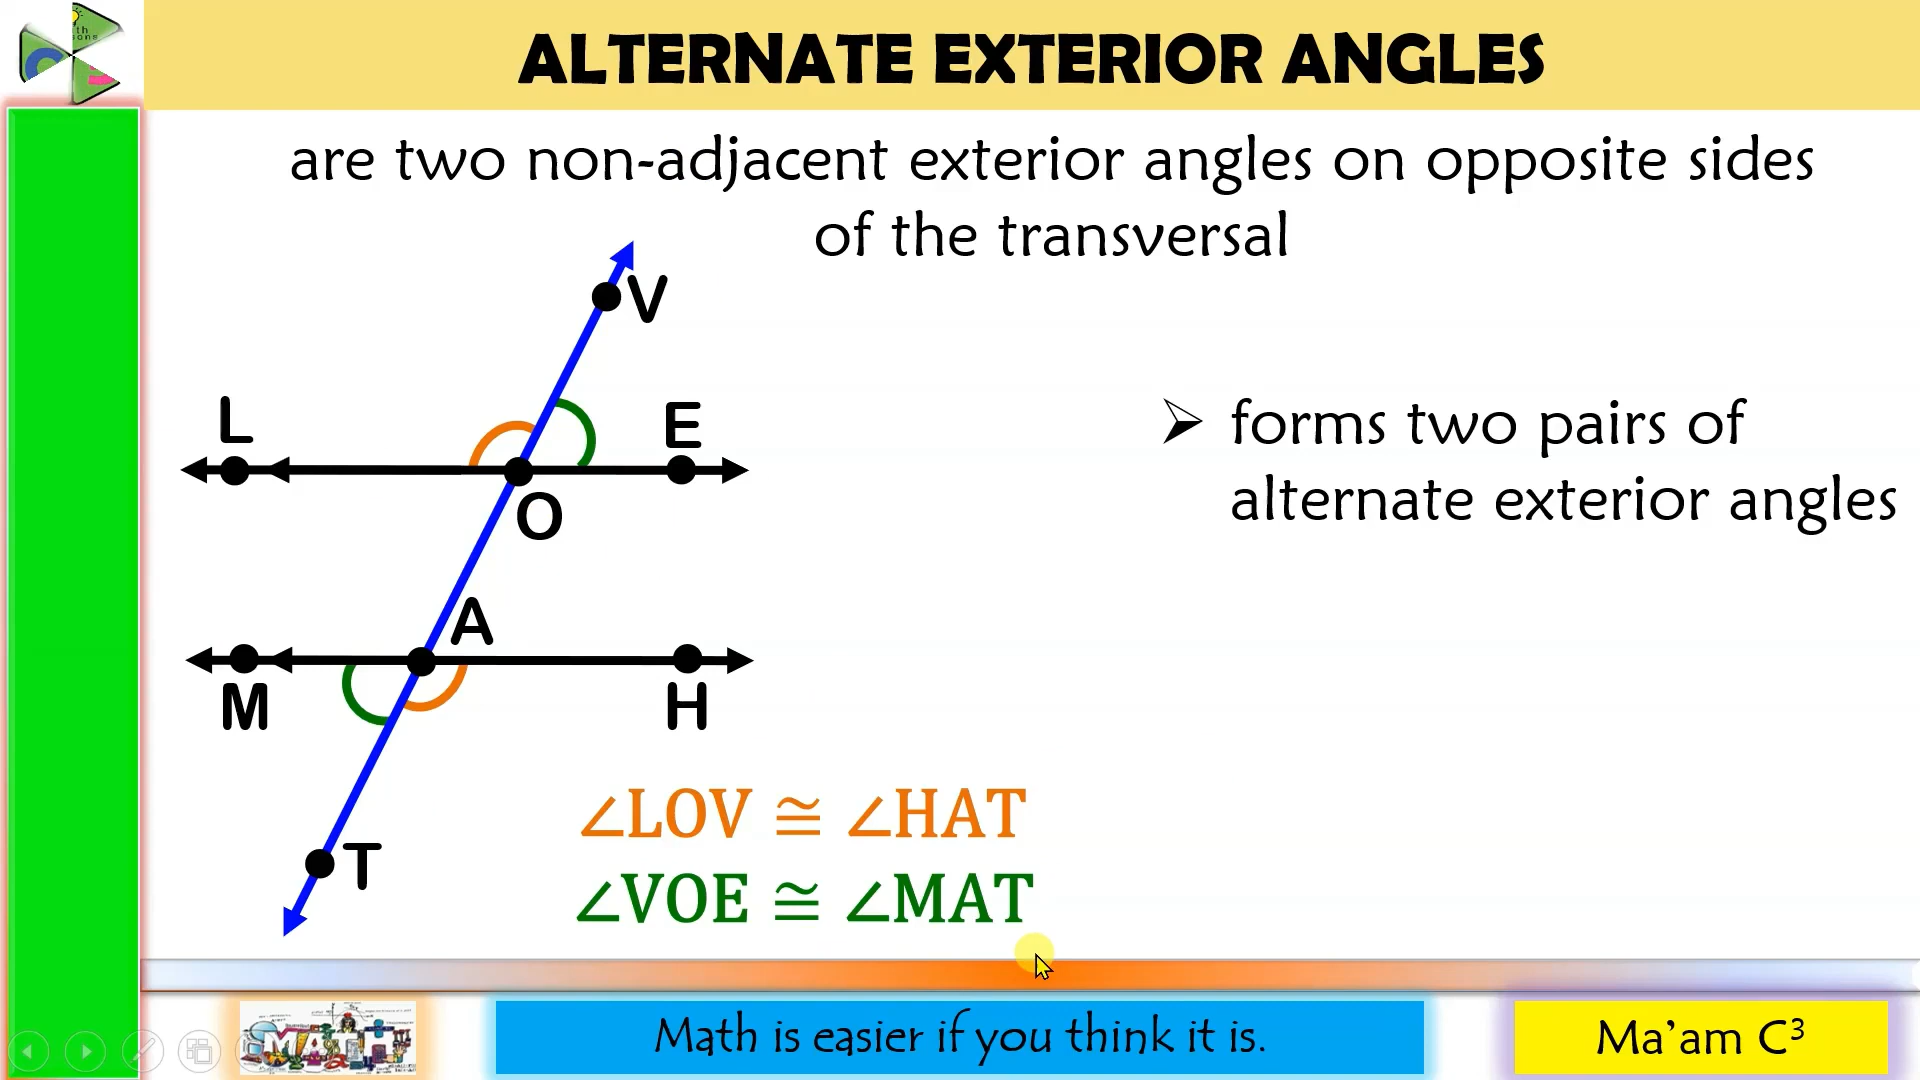 ALTERNATE EXTERIOR ANGLES
are two non-adjacent exterior angles on opposite sides
of the transversal
V
L
E
O
➢ forms two pairs of
alternate exterior angles
A
M
H
T
∠LOV ≅ ∠HAT
∠VOE ≅ ∠MAT
MATH
Math is easier if you think it is.
Ma’am C³